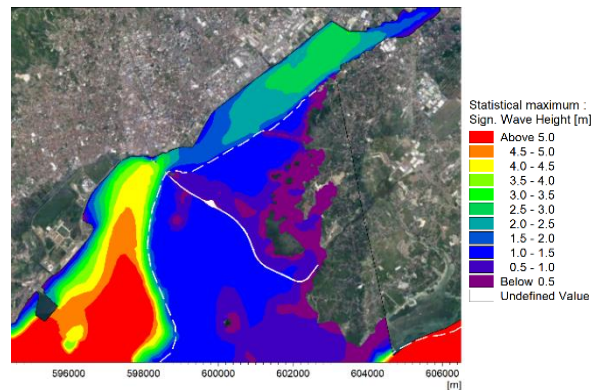 Statistical maximum :
Sign. Wave Height [m]
Above 5.0
4.5 - 5.0
4.0 - 4.5
3.5 - 4.0
3.0 - 3.5
2.5 - 3.0
2.0 - 2.5
1.5 - 2.0
1.0 - 1.5
0.5 - 1.0
Below 0.5
Undefined Value
596000 598000 600000 602000 604000 606000
[m]